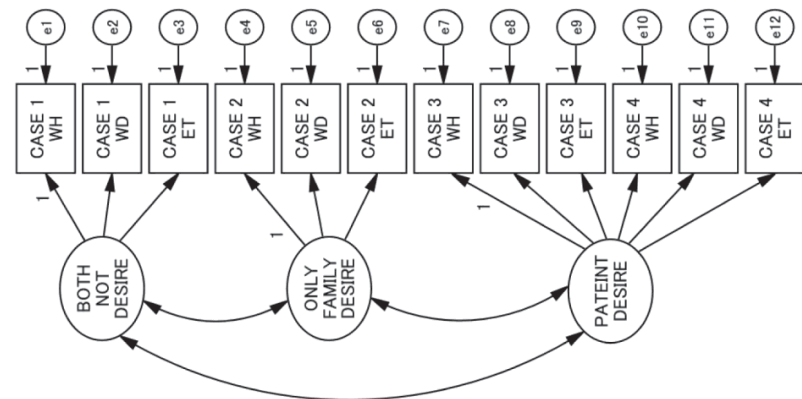 e1
e2
e3
e4
e5
e6
e7
e8
e9
e10
e11
e12
1
1
1
1
1
1
1
1
1
1
1
1
CASE 1
WH
CASE 1
WD
CASE 1
ET
CASE 2
WH
CASE 2
WD
CASE 2
ET
CASE 3
WH
CASE 3
WD
CASE 3
ET
CASE 4
WH
CASE 4
WD
CASE 4
ET
1
1
1
BOTH
NOT
DESIRE
ONLY
FAMILY
DESIRE
PATEINT
DESIRE